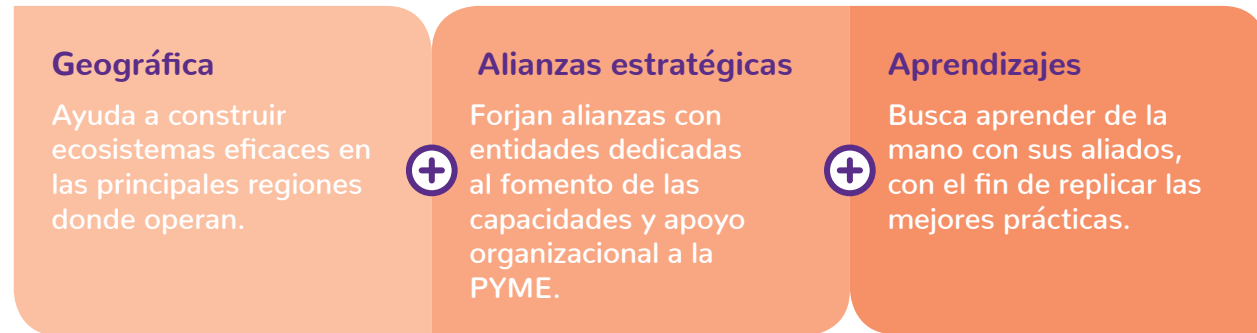 Geográfica
Ayuda a construir
ecosistemas eficaces en
las principales regiones
donde operan.
Alianzas estratégicas
Forjan alianzas con
entidades dedicadas
al fomento de las
capacidades y apoyo
organizacional a la
PYME.
Aprendizajes
Busca aprender de la
mano con sus aliados,
con el fin de replicar las
mejores prácticas.